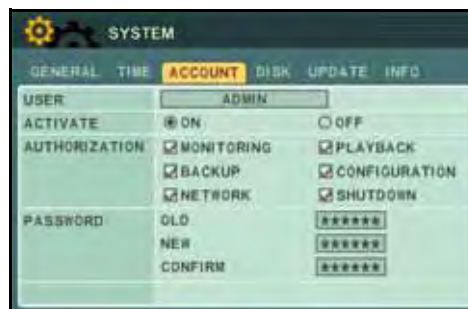 SYSTEM
GENERAL TIME ACCOUNT DISK UPDATE INFO
USER ADMIN
ACTIVATE ON OFF
AUTHORIZATION MONITORING PLAYBACK
BACKUP CONFIGURATION
NETWORK SHUTDOWN
PASSWORD OLD ******
NEW ******
CONFIRM ******